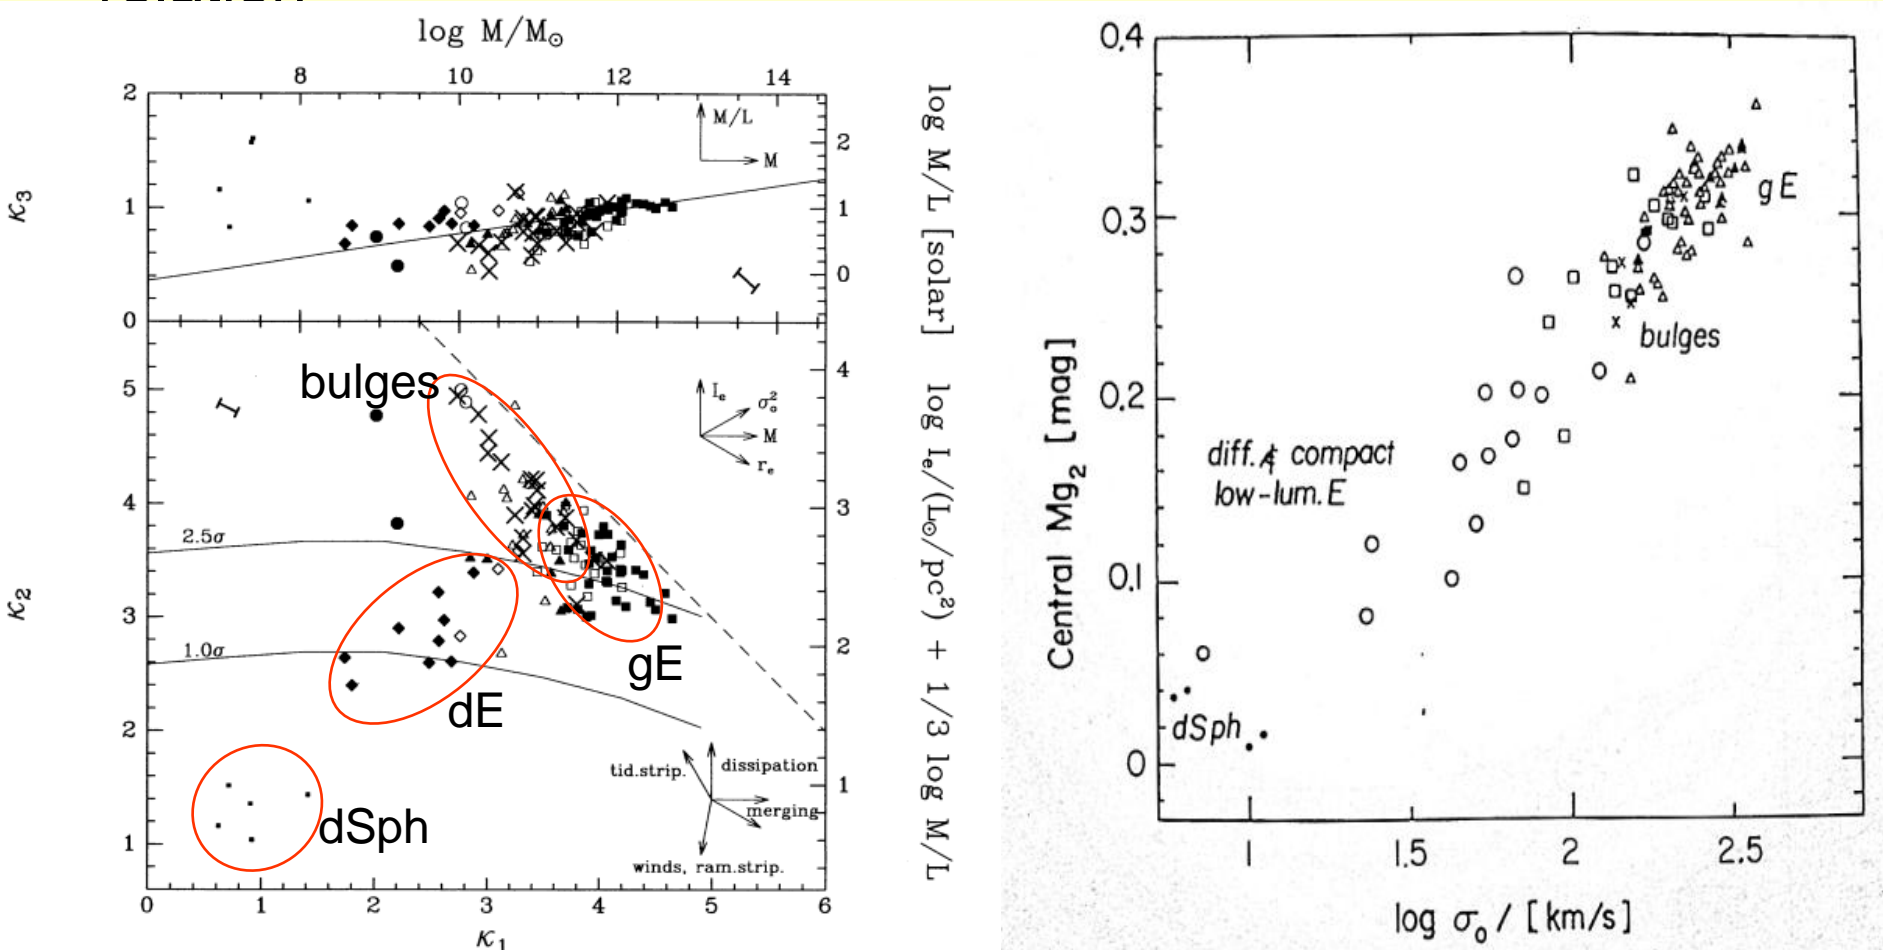 log M/M⊙
8 10 12 14
2
1
0
κ3
M/L
M
2
1
0
log M/L [solar]
bulges
5
4
3
2
1
κ2
Ie
σo²
M
re
2.5σ
1.0σ
gE
dE
dSph
tid.strip.
dissipation
merging
winds, ram.strip.
4
3
2
1
log Ie/(L⊙/pc²) + 1/3 log M/L
0 1 2 3 4 5 6
κ1
0.4
0.3
0.2
0.1
0
Central Mg2 [mag]
gE
bulges
diff. & compact
low-lum. E
dSph
1 1.5 2 2.5
log σo / [km/s]